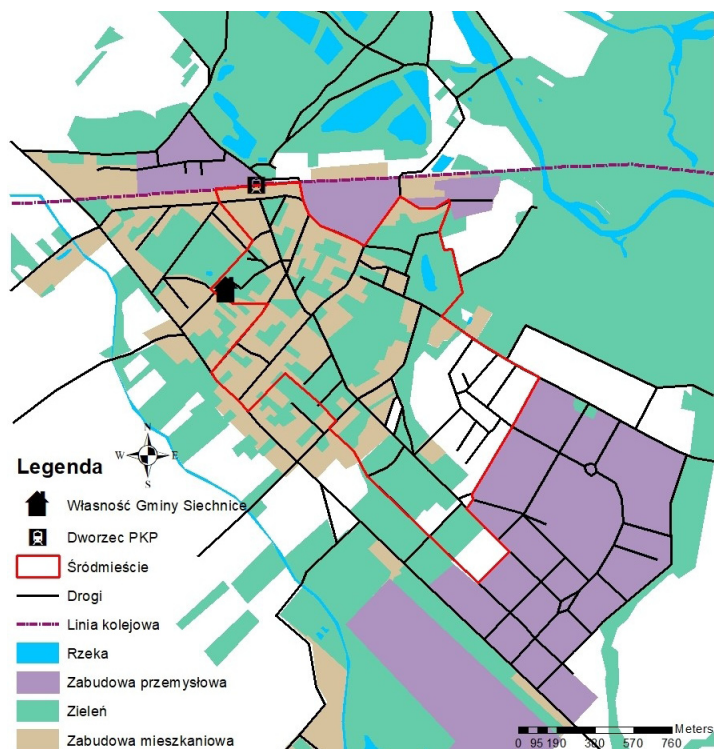 N
W E
S
Legenda
Własność Gminy Siechnice
Dworzec PKP
Śródmieście
Drogi
Linia kolejowa
Rzeka
Zabudowa przemysłowa
Zieleń
Zabudowa mieszkaniowa
Meters
0 95 190 380 570 760